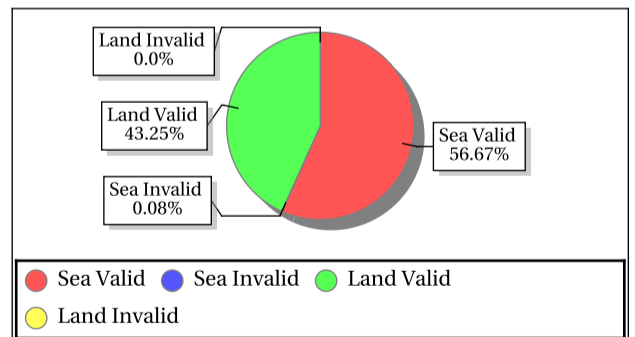 Land Invalid
0.0%
Land Valid
43.25%
Sea Valid
56.67%
Sea Invalid
0.08%
Sea Valid Sea Invalid Land Valid
Land Invalid